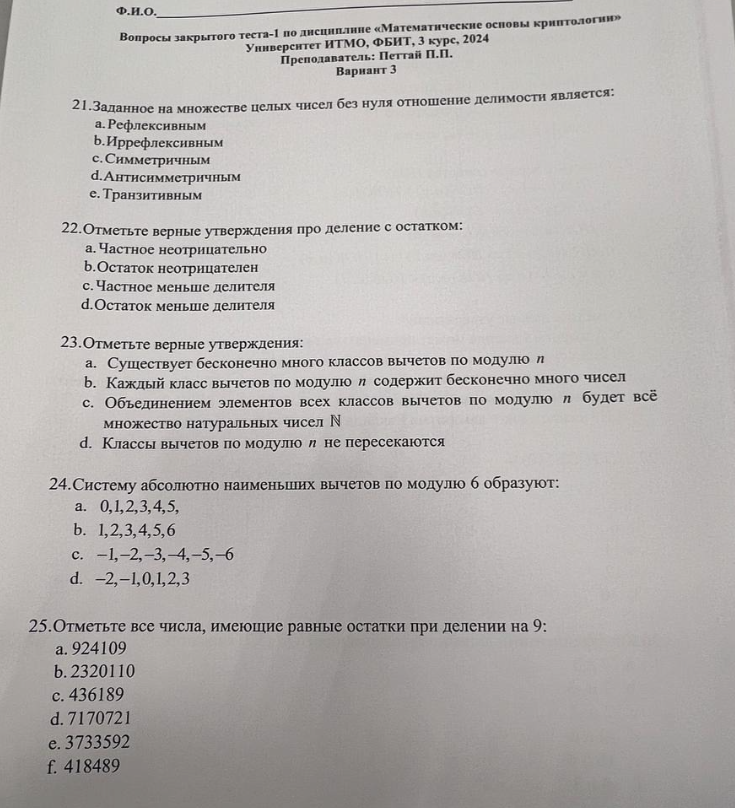 Ф.И.О.
Вопросы закрытого теста-1 по дисциплине «Математические основы криптологии»
Университет ИТМО, ФБИТ, 3 курс, 2024
Преподаватель: Петтай П.П.
Вариант 3
21.Заданное на множестве целых чисел без нуля отношение делимости является:
a. Рефлексивным
b.Иррефлексивным
c. Симметричным
d.Антисимметричным
e. Транзитивным
22.Отметьте верные утверждения про деление с остатком:
a. Частное неотрицательно
b.Остаток неотрицателен
c. Частное меньше делителя
d.Остаток меньше делителя
23.Отметьте верные утверждения:
a. Существует бесконечно много классов вычетов по модулю n
b. Каждый класс вычетов по модулю n содержит бесконечно много чисел
c. Объединением элементов всех классов вычетов по модулю n будет всё
множество натуральных чисел ℕ
d. Классы вычетов по модулю n не пересекаются
24.Систему абсолютно наименьших вычетов по модулю 6 образуют:
a. 0,1,2,3,4,5,
b. 1,2,3,4,5,6
c. –1,–2,–3,–4,–5,–6
d. –2,–1,0,1,2,3
25.Отметьте все числа, имеющие равные остатки при делении на 9:
a. 924109
b. 2320110
c. 436189
d. 7170721
e. 3733592
f. 418489